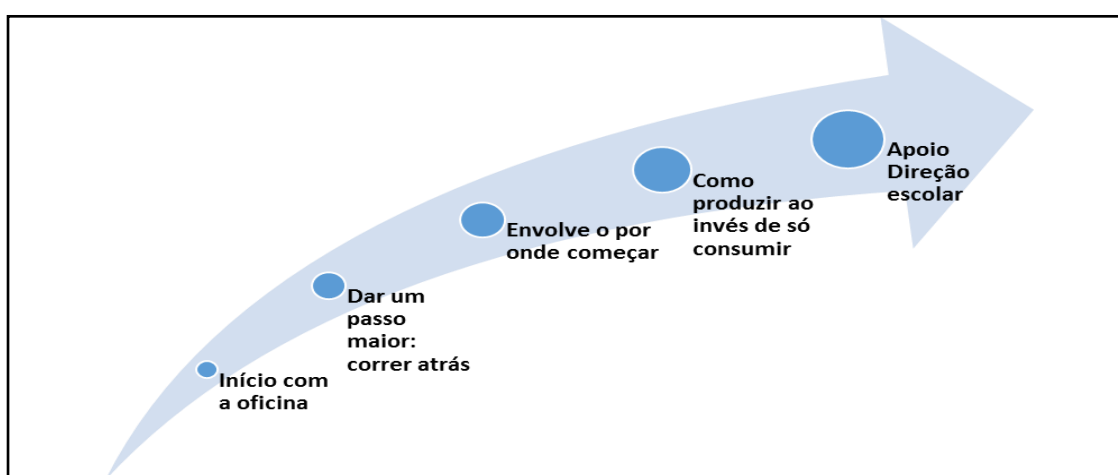 Início com
a oficina
Dar um
passo
maior:
correr atrás
Envolve o por
onde começar
Como
produzir ao
invés de só
consumir
Apoio
Direção
escolar